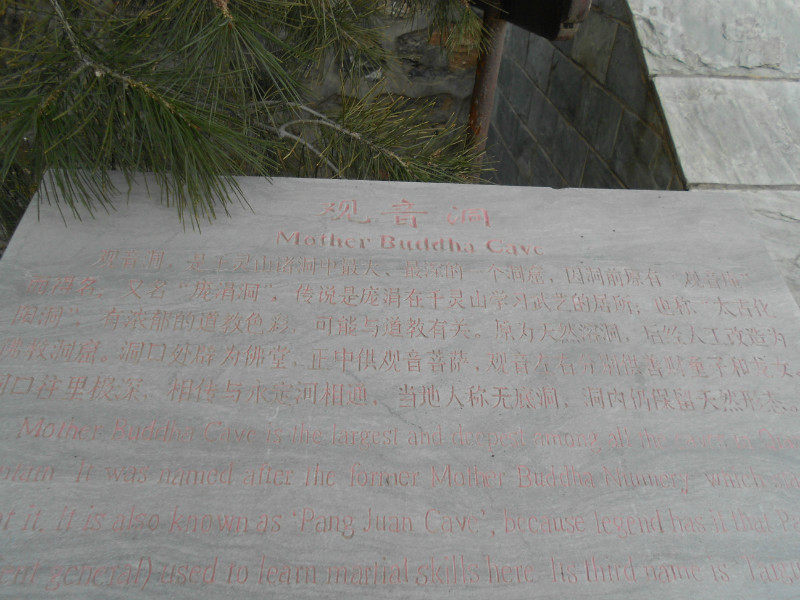 观音洞
Mother Buddha Cave
观音洞，是千灵山诸洞中最大、最深的一个洞窟，因洞前原有“观音庵”
而得名，又名“庞涓洞”，传说是庞涓在千灵山学习武艺的居所；也称“太古化
阳洞”，有浓郁的道教色彩，可能与道教有关。原为天然溶洞，后经人工改造为
佛教洞窟。洞口处辟为佛堂，正中供观音菩萨，观音左右分别供善财童子和龙女。
洞口往里极深，相传与永定河相通，当地人称无底洞，洞内仍保留天然形态。
Mother Buddha Cave is the largest and deepest among all the caves in
It was named after the former Mother Buddha Nunnery, which
at it. It is also known as ‘Pang Juan Cave’, because legend has it that
general) used to learn martial skills here. Its third name is